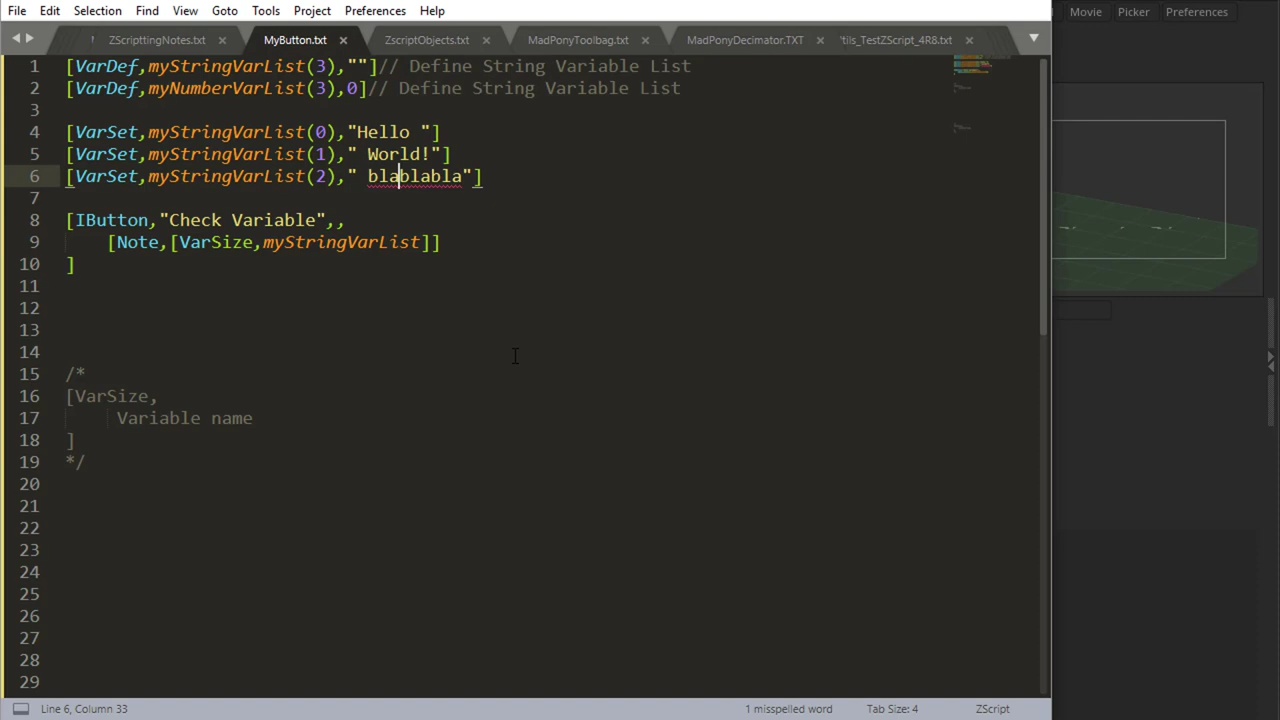 File Edit Selection Find View Goto Tools Project Preferences Help
Movie Picker Preferences
ZScripttingNotes.txt MyButton.txt ZscriptObjects.txt MadPonyToolbag.txt MadPonyDecimator.TXT tils_TestZScript_4R8.txt
1 [VarDef,myStringVarList(3),""]// Define String Variable List
2 [VarDef,myNumberVarList(3),0]// Define String Variable List
3
4 [VarSet,myStringVarList(0),"Hello "]
5 [VarSet,myStringVarList(1)," World!"]
6 [VarSet,myStringVarList(2)," blablabla"]
7
8 [IButton,"Check Variable",,
9 [Note,[VarSize,myStringVarList]]
10 ]
11
12
13
14
15 /*
16 [VarSize,
17 Variable name
18 ]
19 */
20
21
22
23
24
25
26
27
28
29
Line 6, Column 33 1 misspelled word Tab Size: 4 ZScript